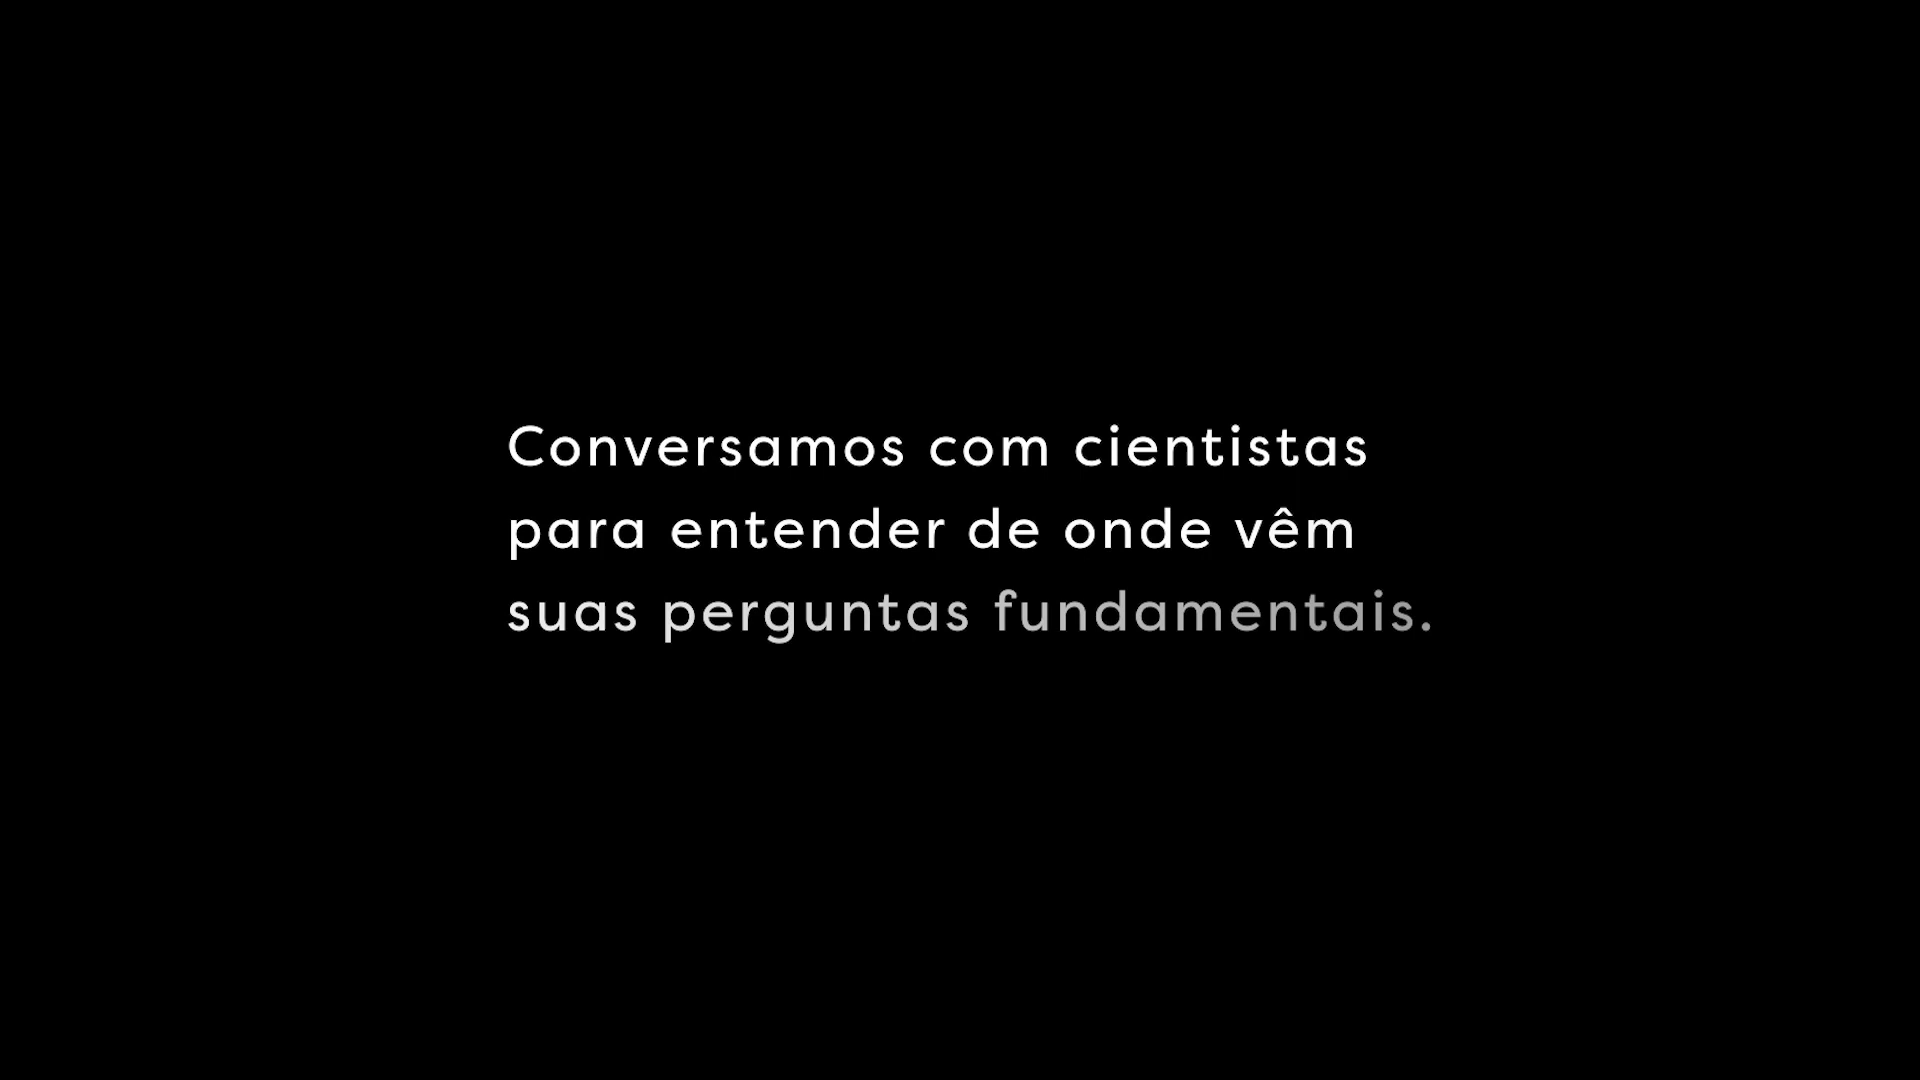 Conversamos com cientistas
para entender de onde vêm
suas perguntas fundamentais.